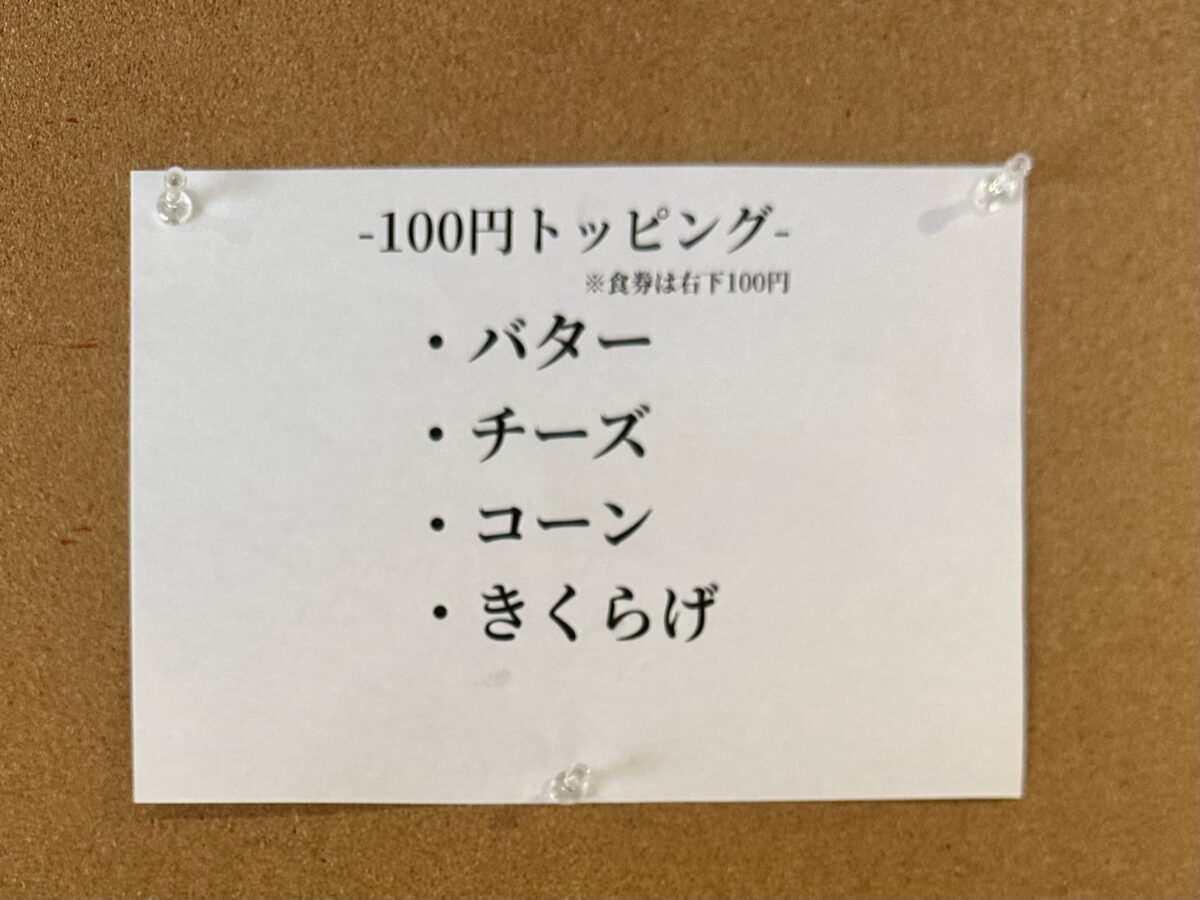 -100円トッピング-
※食券は右下100円
・バター
・チーズ
・コーン
・きくらげ